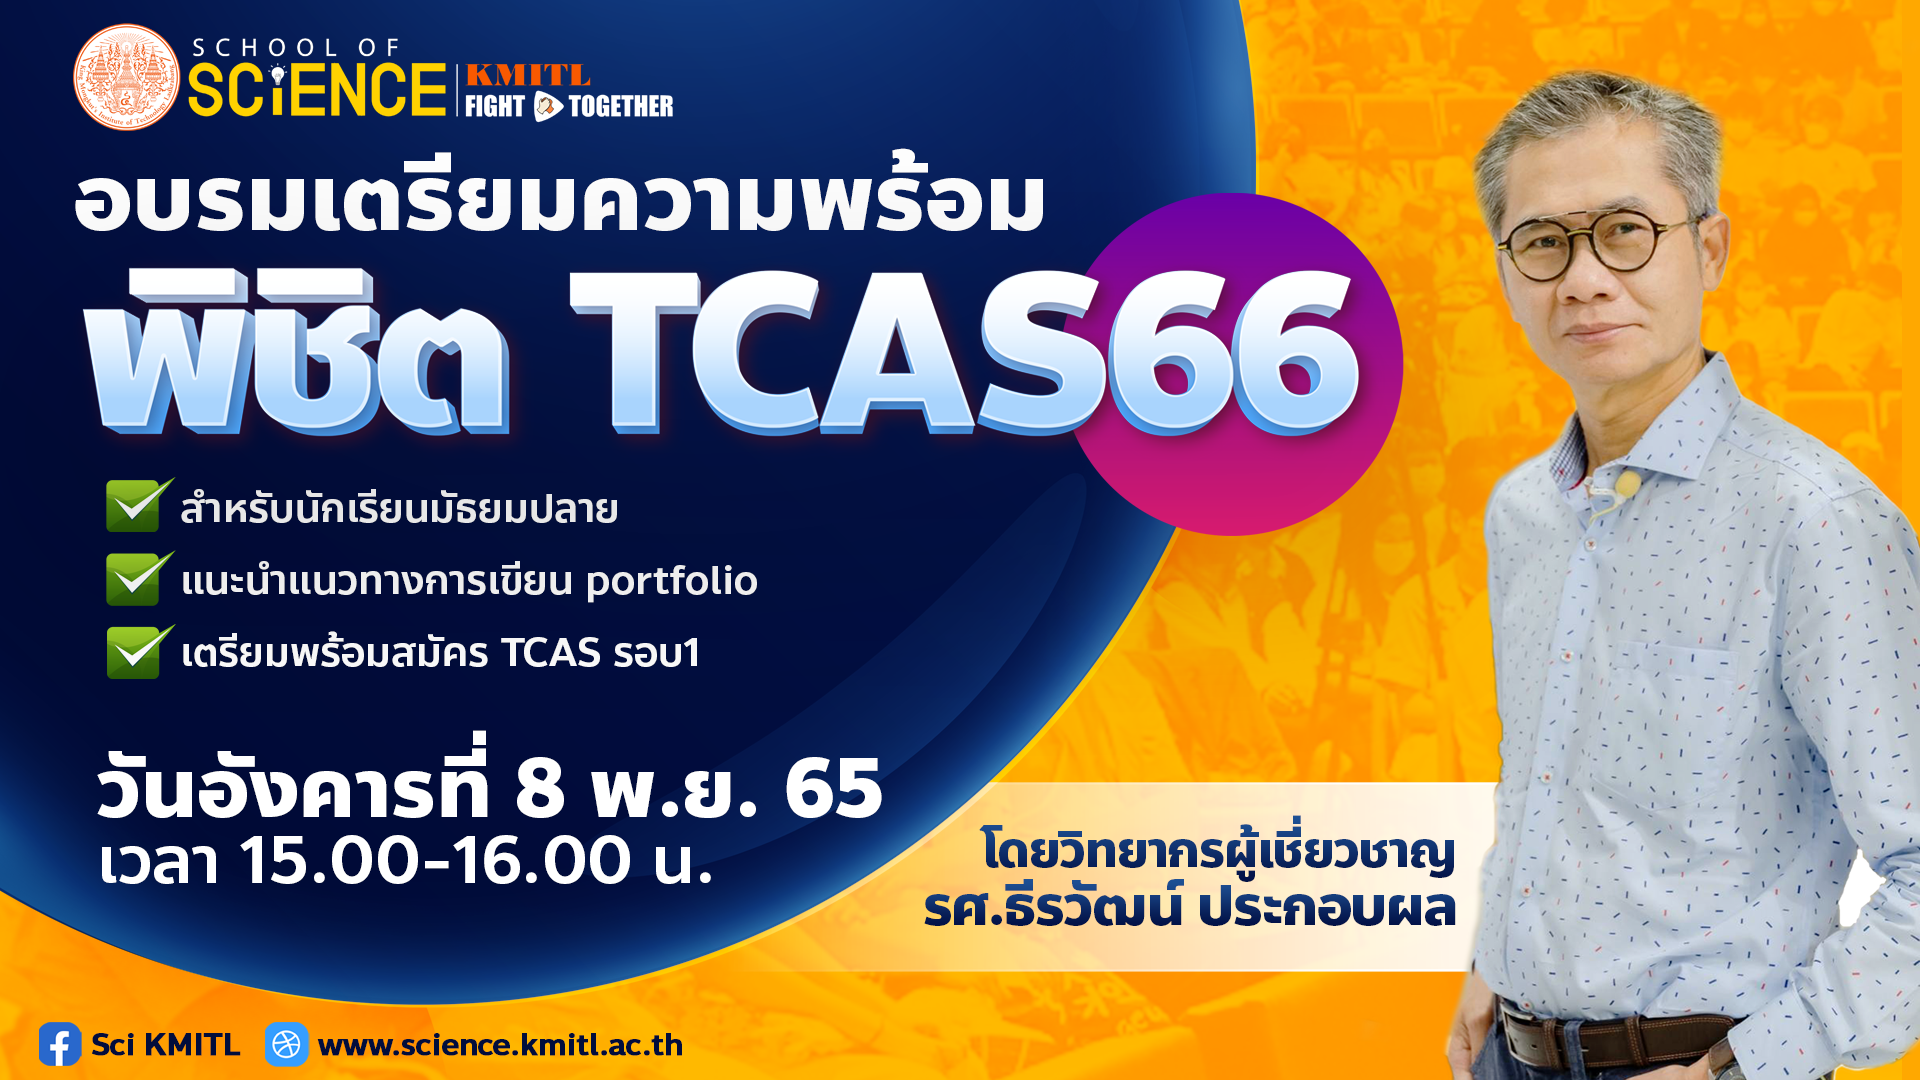 SCHOOL OF
SCiENCE
KMITL
FIGHT TOGETHER
King Mongkut's Institute of Technology Ladkrabang
อบรมเตรียมความพร้อม
พิชิต TCAS66
สำหรับนักเรียนมัธยมปลาย
แนะนำแนวทางการเขียน portfolio
เตรียมพร้อมสมัคร TCAS รอบ1
วันอังคารที่ 8 พ.ย. 65
เวลา 15.00-16.00 น.
โดยวิทยากรผู้เชี่ยวชาญ
รศ.ธีรวัฒน์ ประกอบผล
Sci KMITL
www.science.kmitl.ac.th